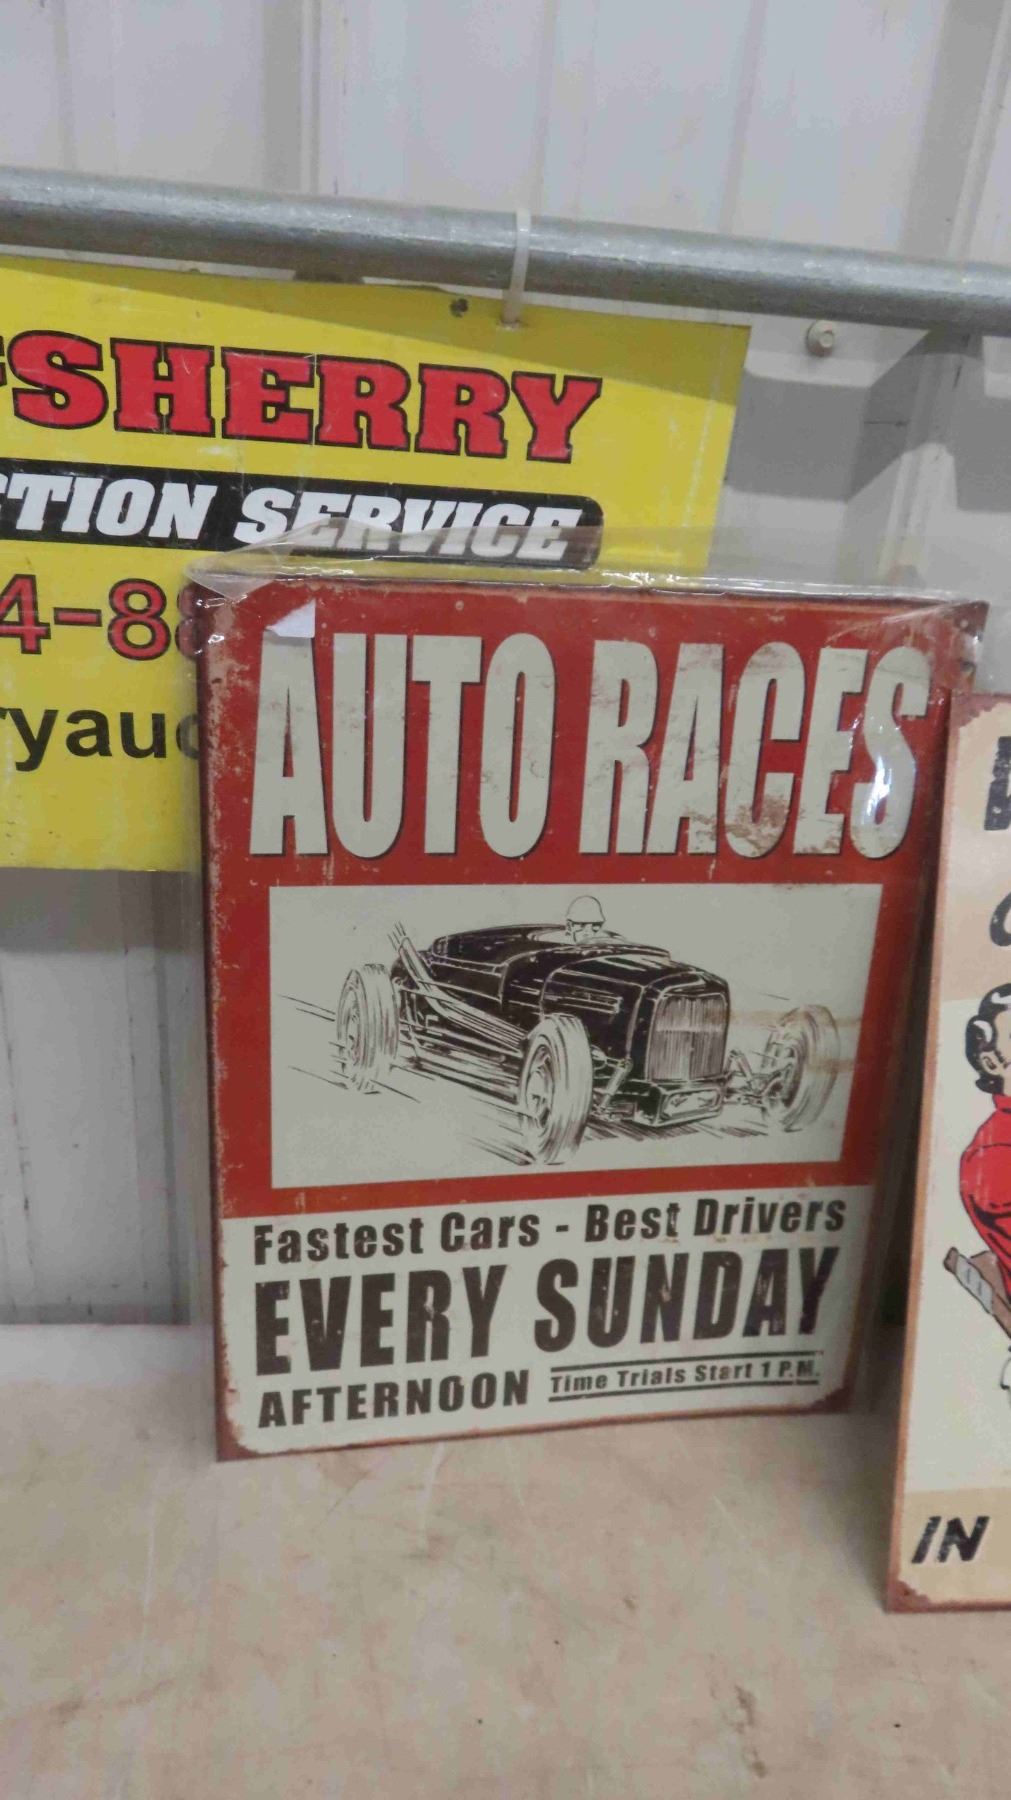 SHERRY
TION SERVICE
4-8
ryauc
AUTO RACES
Fastest Cars - Best Drivers
EVERY SUNDAY
AFTERNOON
Time Trials Start 1 P.M.
IN